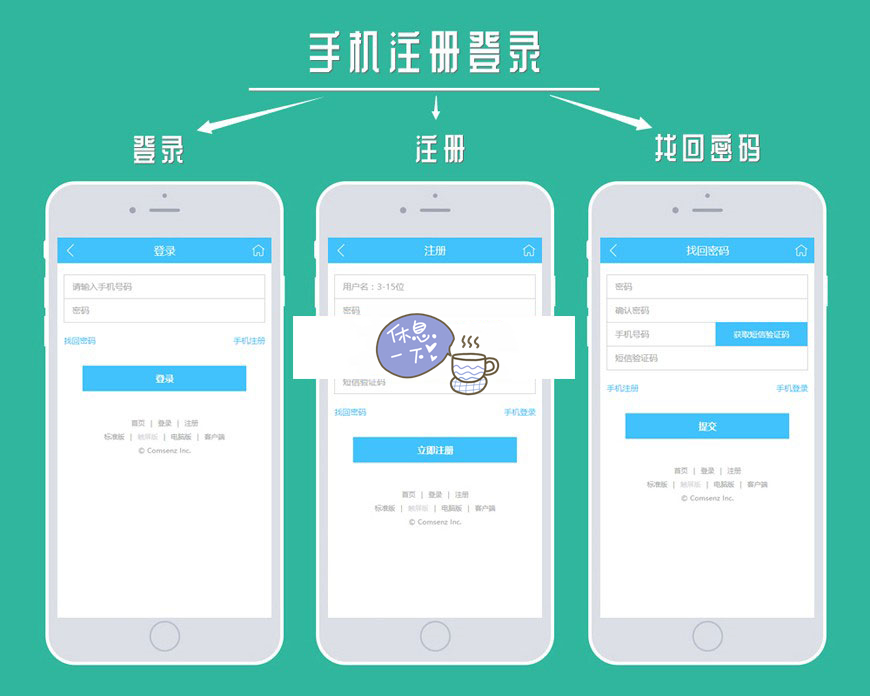 手机注册登录
登录
注册
找回密码
登录
请输入手机号码
密码
找回密码 手机注册
登录
首页 | 登录 | 注册
标准版 | 触屏版 | 电脑版 | 客户端
© Comsenz Inc.
注册
用户名:3-15位
密码
休息
一下
短信验证码
找回密码 手机登录
立即注册
首页 | 登录 | 注册
标准版 | 触屏版 | 电脑版 | 客户端
© Comsenz Inc.
找回密码
密码
确认密码
手机号码 获取短信验证码
短信验证码
手机注册 手机登录
提交
首页 | 登录 | 注册
标准版 | 触屏版 | 电脑版 | 客户端
© Comsenz Inc.